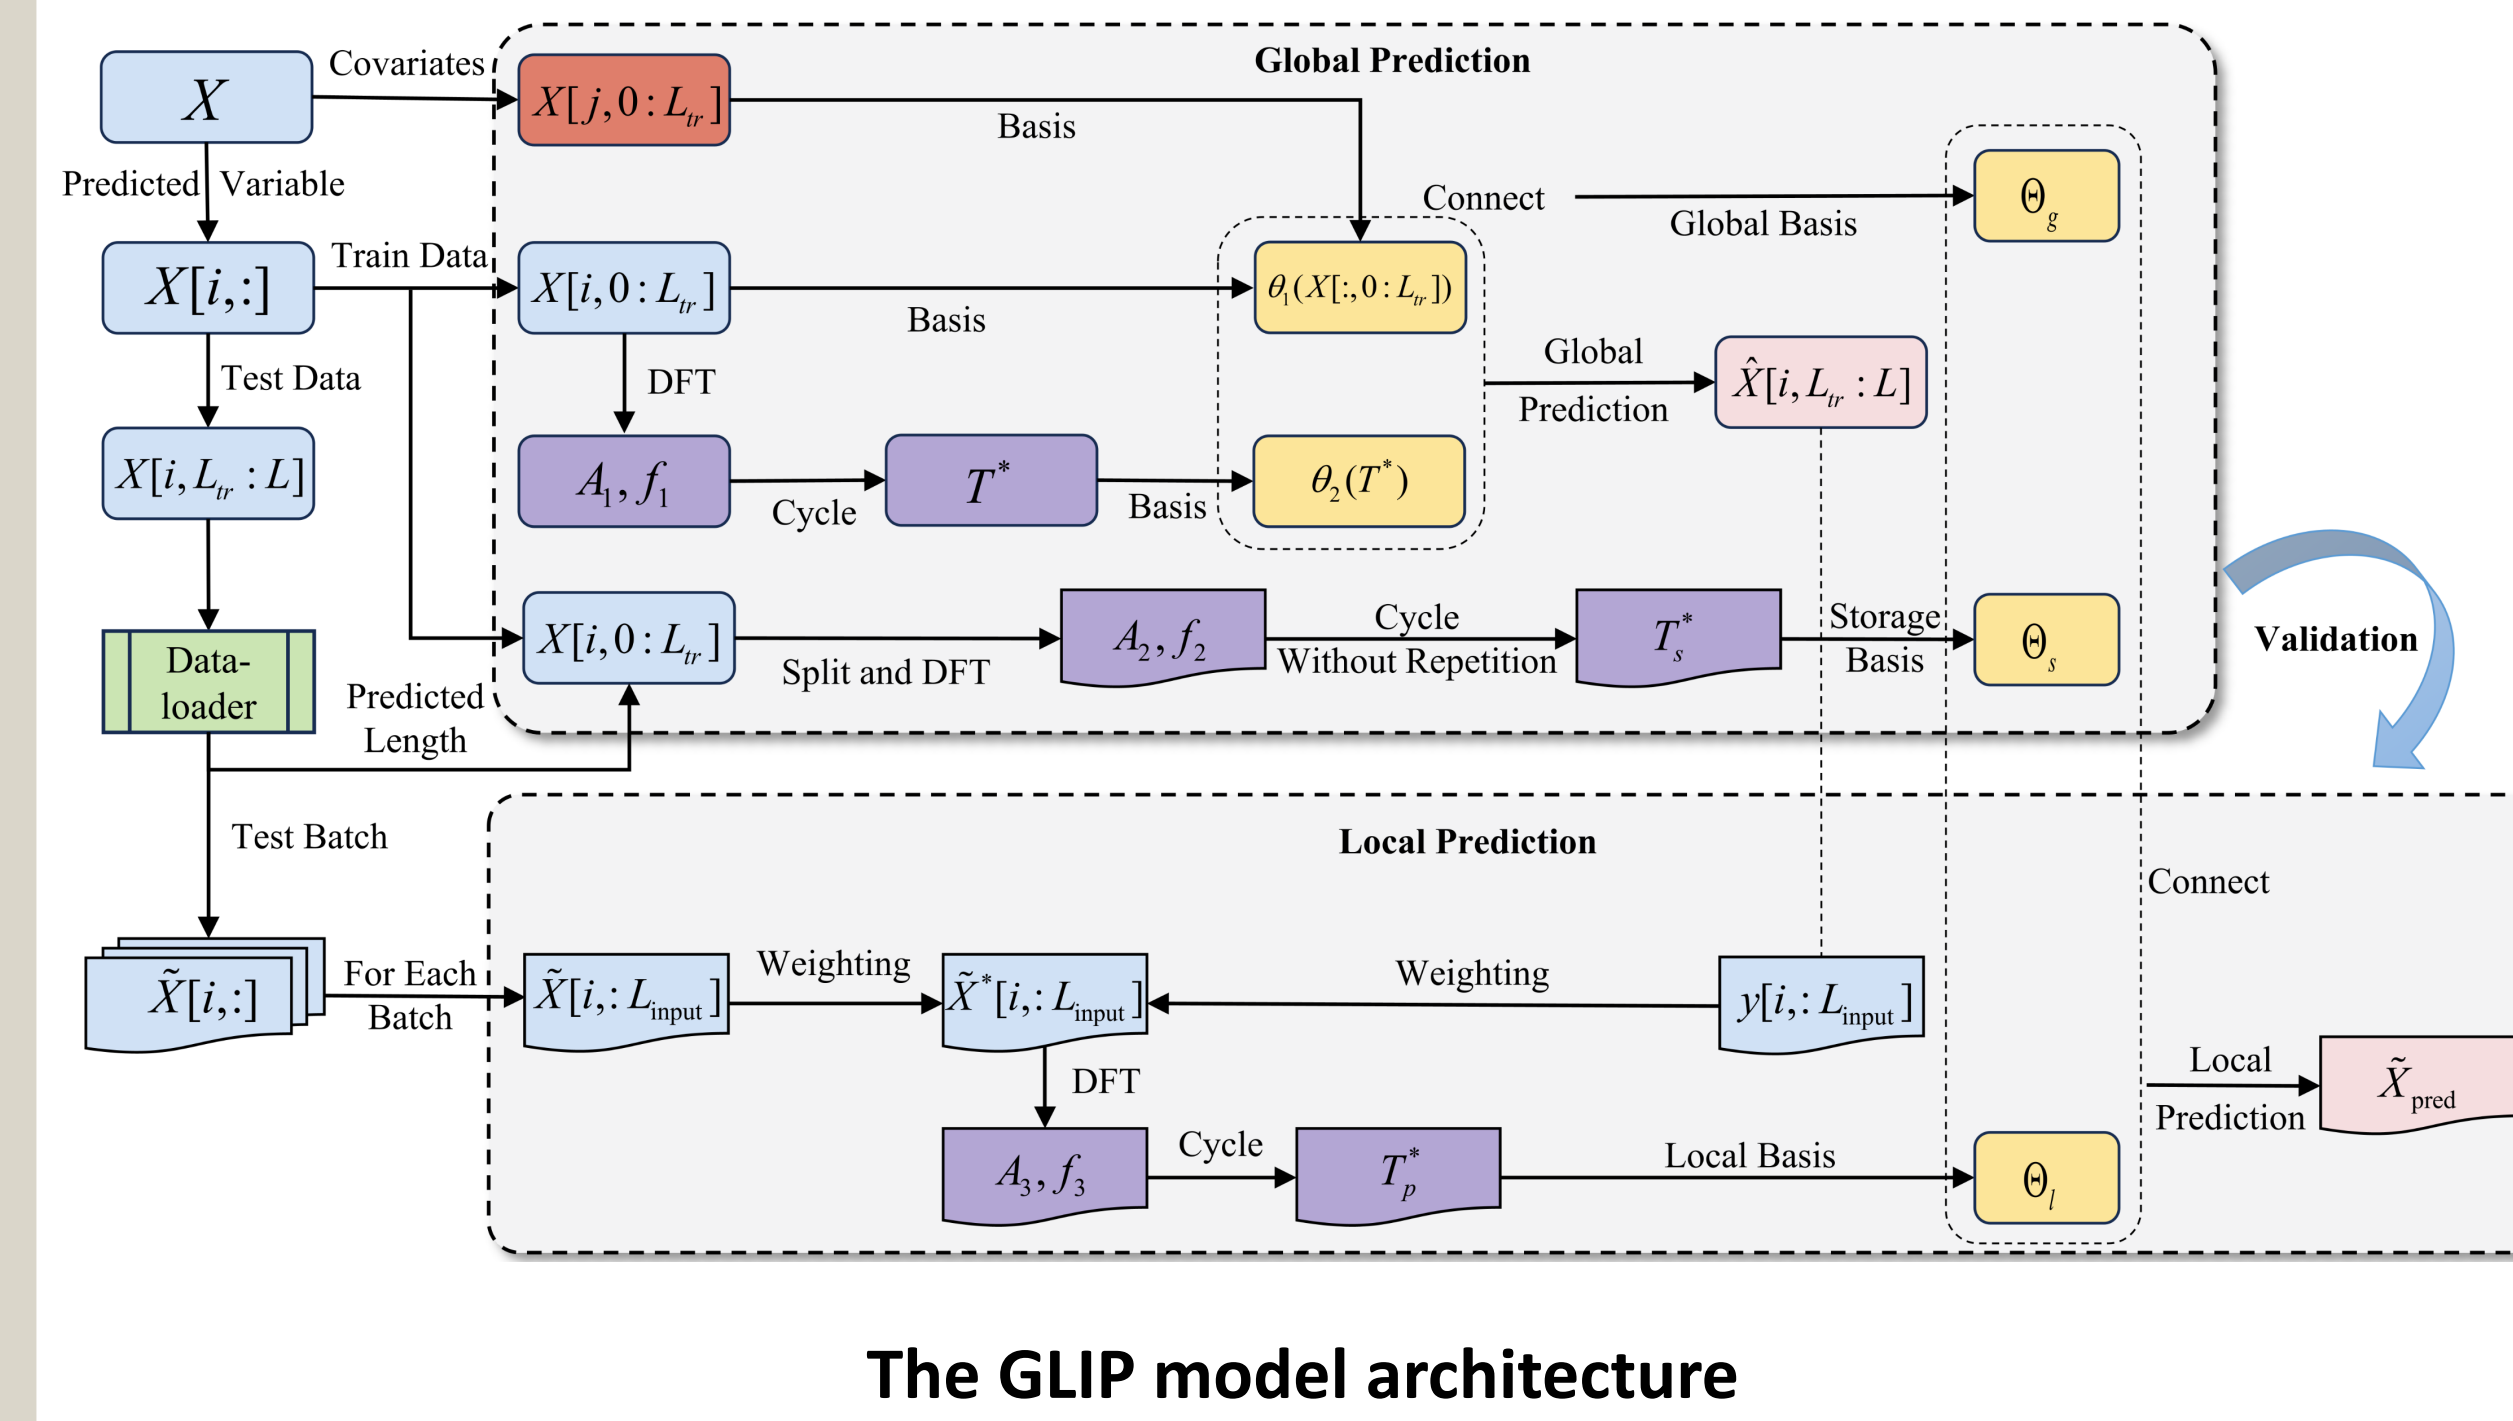 Global Prediction
X
Covariates
X[j,0:L_tr]
Basis
Predicted Variable
Connect
Global Basis
Θ_g
X[i,:]
Train Data
X[i,0:L_tr]
Basis
θ_1(X[:,0:L_tr])
Test Data
DFT
Global
Prediction
X̂[i,L_tr:L]
X[i,L_tr:L]
A_1,f_1
Cycle
T^*
Basis
θ_2(T^*)
Data-
loader
Predicted
Length
X[i,0:L_tr]
Split and DFT
A_2,f_2
Cycle
Without Repetition
T_s^*
Storage
Basis
Θ_s
Validation
Test Batch
Local Prediction
Connect
X̃[i,:]
For Each
Batch
X̃[i,:L_input]
Weighting
X̃^*[i,:L_input]
Weighting
y[i,:L_input]
DFT
Local
Prediction
X̃_pred
A_3,f_3
Cycle
T_p^*
Local Basis
Θ_l
The GLIP model architecture